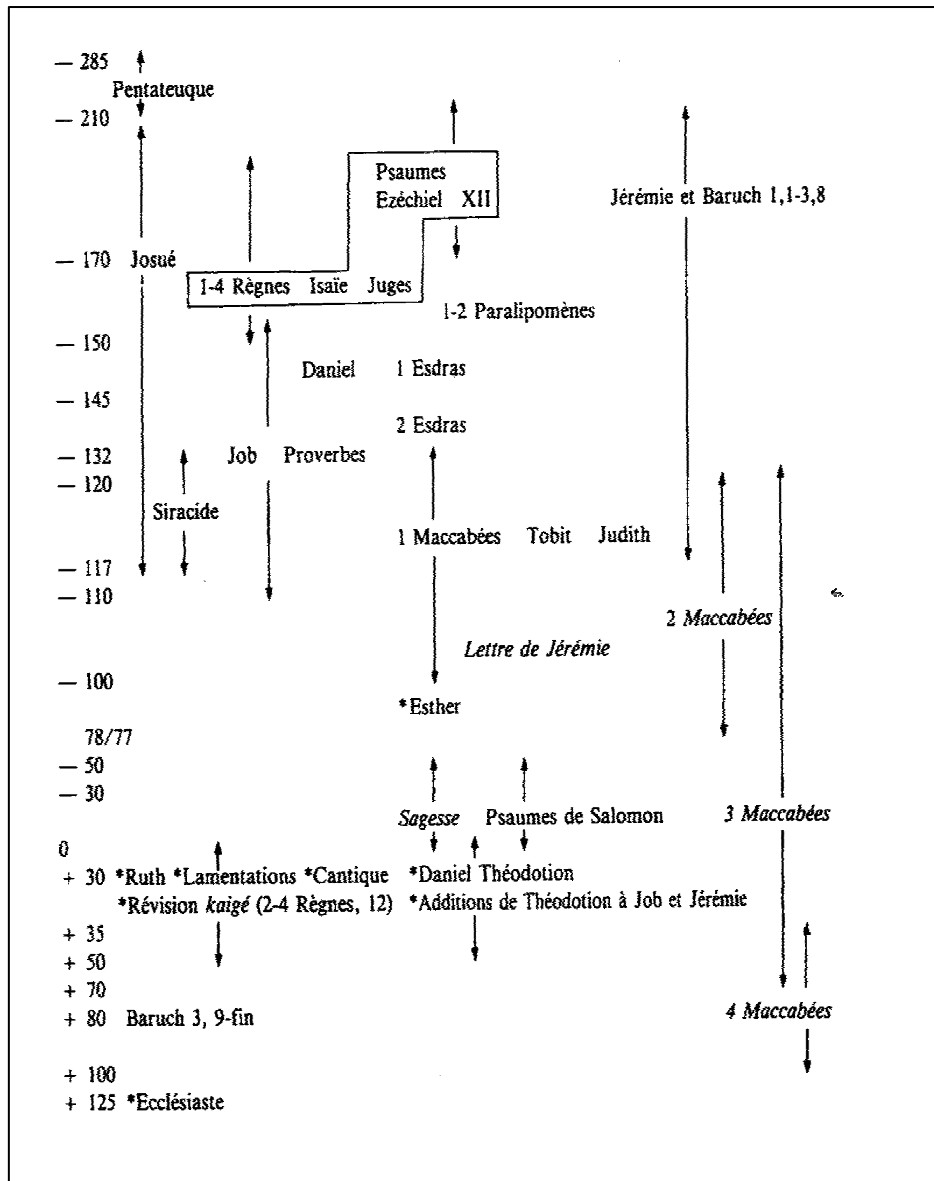 — 285
Pentateuque
— 210
Psaumes
Ezéchiel XII
Jérémie et Baruch 1,1-3,8
— 170 Josué
1-4 Règnes Isaïe Juges
1-2 Paralipomènes
— 150
Daniel 1 Esdras
— 145
2 Esdras
— 132 Job Proverbes
— 120
Siracide
1 Maccabées Tobit Judith
— 117
— 110
2 Maccabées
Lettre de Jérémie
— 100
*Esther
78/77
— 50
— 30
Sagesse Psaumes de Salomon 3 Maccabées
0
+ 30 *Ruth *Lamentations *Cantique *Daniel Théodotion
*Révision kaigé (2-4 Règnes, 12) *Additions de Théodotion à Job et Jérémie
+ 35
+ 50
+ 70
4 Maccabées
+ 80 Baruch 3, 9-fin
+ 100
+ 125 *Ecclésiaste